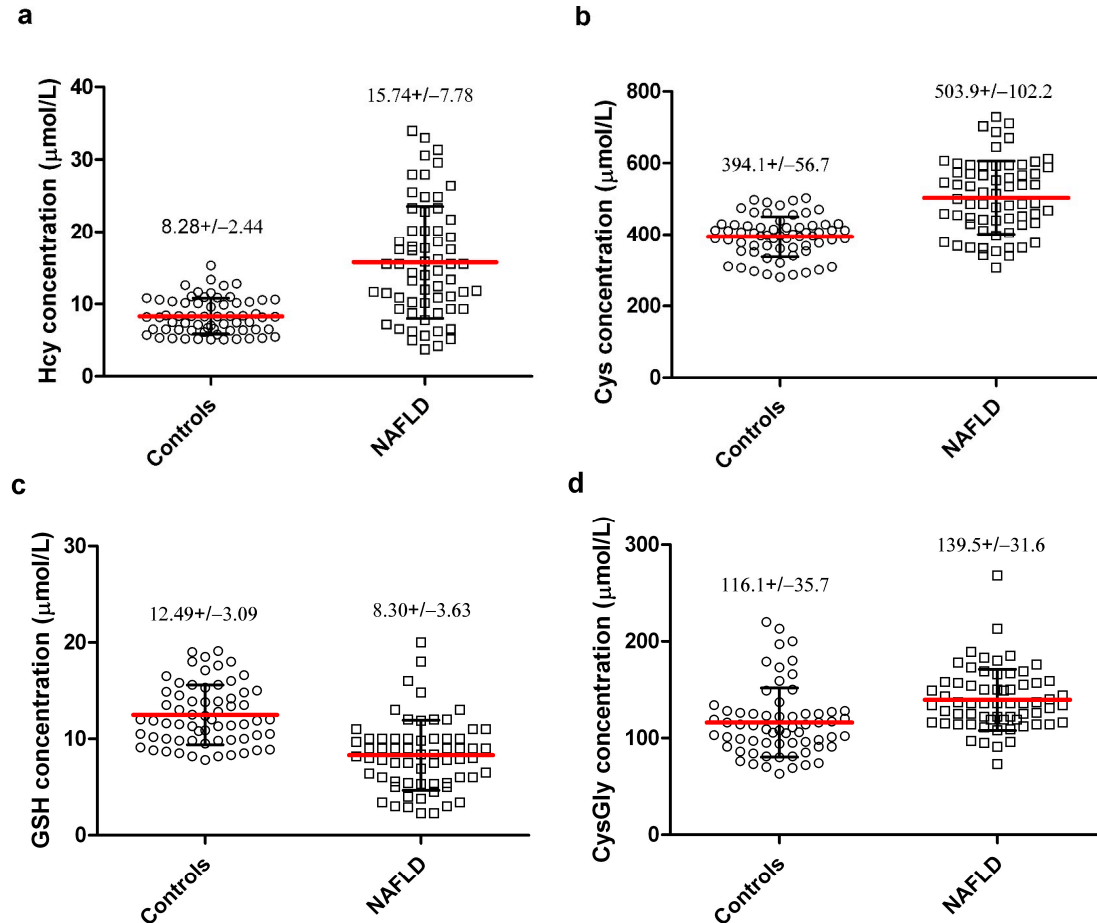 a
Hcy concentration (μmol/L)
40
30
20
10
0
8.28+/−2.44
15.74+/−7.78
Controls
NAFLD
b
Cys concentration (μmol/L)
800
600
400
200
0
394.1+/−56.7
503.9+/−102.2
Controls
NAFLD
c
GSH concentration (μmol/L)
30
20
10
0
12.49+/−3.09
8.30+/−3.63
Controls
NAFLD
d
CysGly concentration (μmol/L)
300
200
100
0
116.1+/−35.7
139.5+/−31.6
Controls
NAFLD